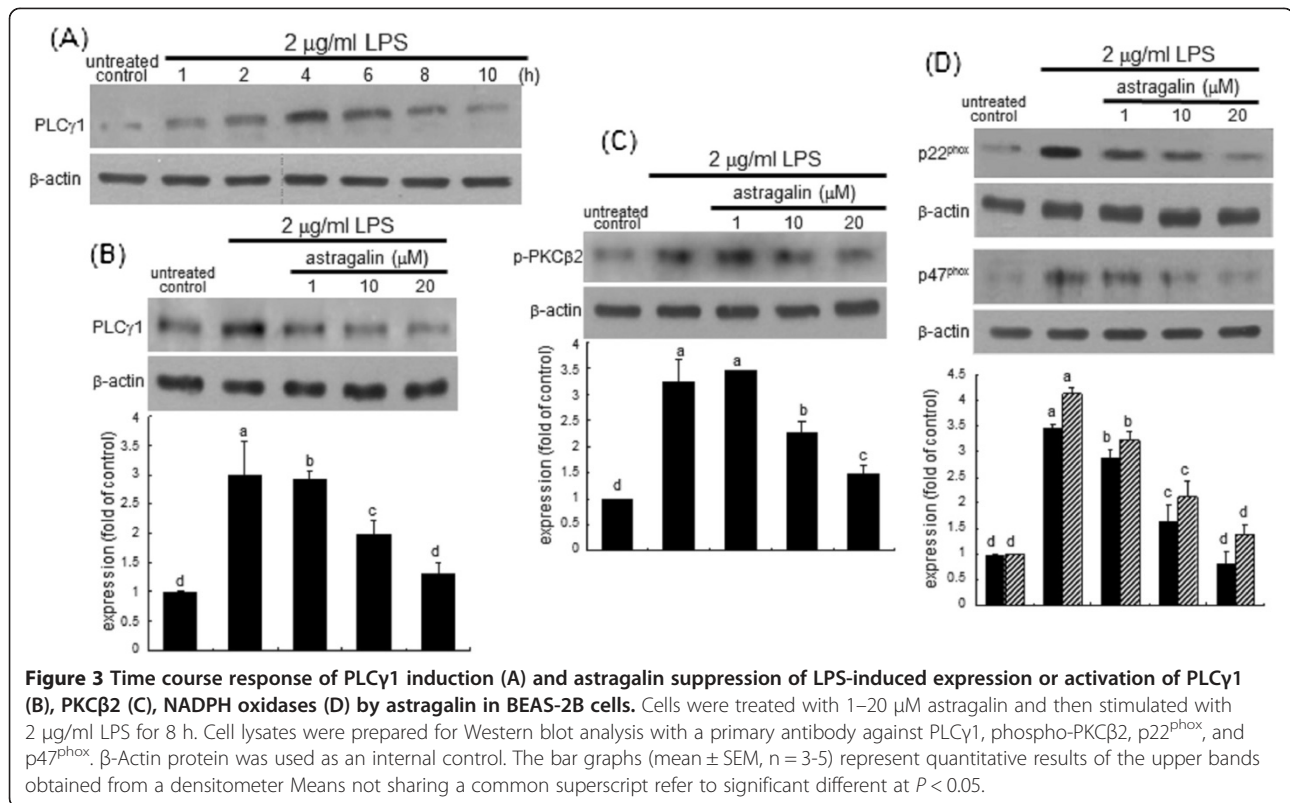 (A)
2 μg/ml LPS
untreated control 1 2 4 6 8 10 (h)
PLCγ1
β-actin
(B)
2 μg/ml LPS
untreated control
astragalin (μM)
1 10 20
PLCγ1
β-actin
expression (fold of control)
4
3.5
3
2.5
2
1.5
1
0.5
0
d a b c d
(C)
2 μg/ml LPS
untreated control
astragalin (μM)
1 10 20
p-PKCβ2
β-actin
expression (fold of control)
4
3.5
3
2.5
2
1.5
1
0.5
0
d a a b c
(D)
2 μg/ml LPS
untreated control
astragalin (μM)
1 10 20
p22phox
β-actin
p47phox
β-actin
expression (fold of control)
4.5
4
3.5
3
2.5
2
1.5
1
0.5
0
d d a a b b c c d d
Figure 3 Time course response of PLCγ1 induction (A) and astragalin suppression of LPS-induced expression or activation of PLCγ1
(B), PKCβ2 (C), NADPH oxidases (D) by astragalin in BEAS-2B cells. Cells were treated with 1–20 μM astragalin and then stimulated with
2 μg/ml LPS for 8 h. Cell lysates were prepared for Western blot analysis with a primary antibody against PLCγ1, phospho-PKCβ2, p22phox, and
p47phox. β-Actin protein was used as an internal control. The bar graphs (mean ± SEM, n = 3-5) represent quantitative results of the upper bands
obtained from a densitometer Means not sharing a common superscript refer to significant different at P < 0.05.